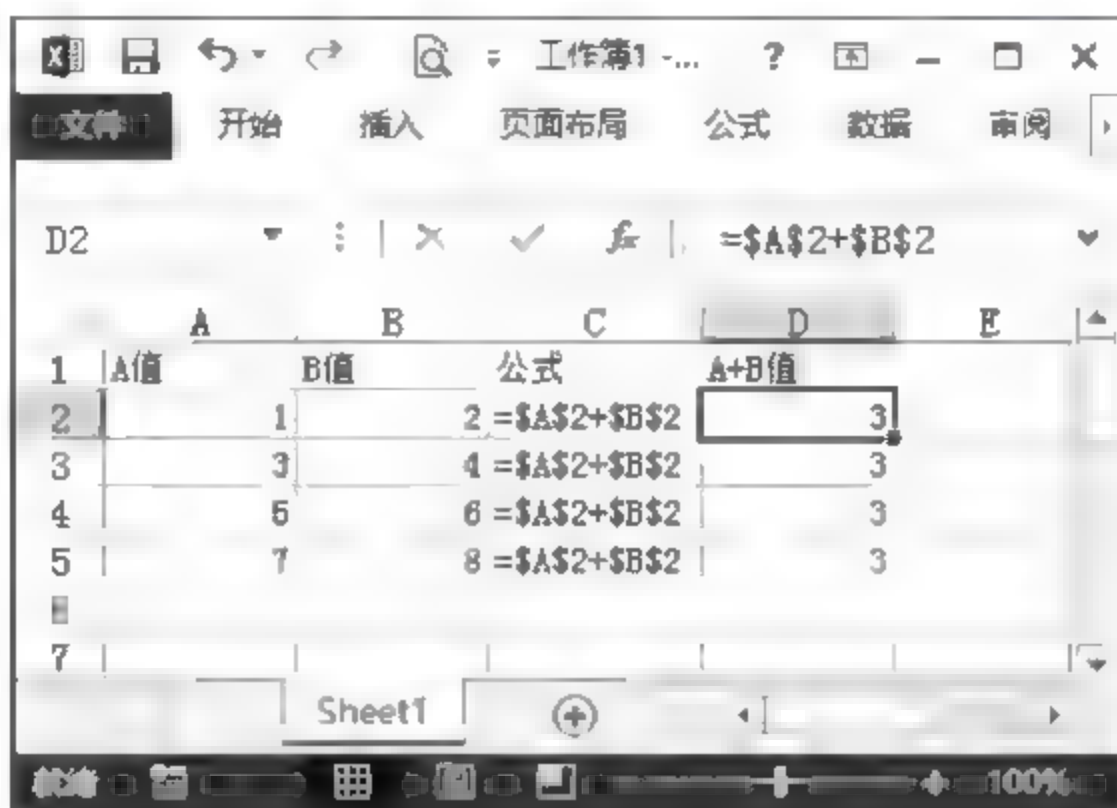 工作簿1 -... ?
文件 开始 插入 页面布局 公式 数据 审阅
D2 fx =$A$2+$B$2
A B C D E
1 A值 B值 公式 A+B值
2 1 2 =$A$2+$B$2 3
3 3 4 =$A$2+$B$2 3
4 5 6 =$A$2+$B$2 3
5 7 8 =$A$2+$B$2 3
7
Sheet1
100%